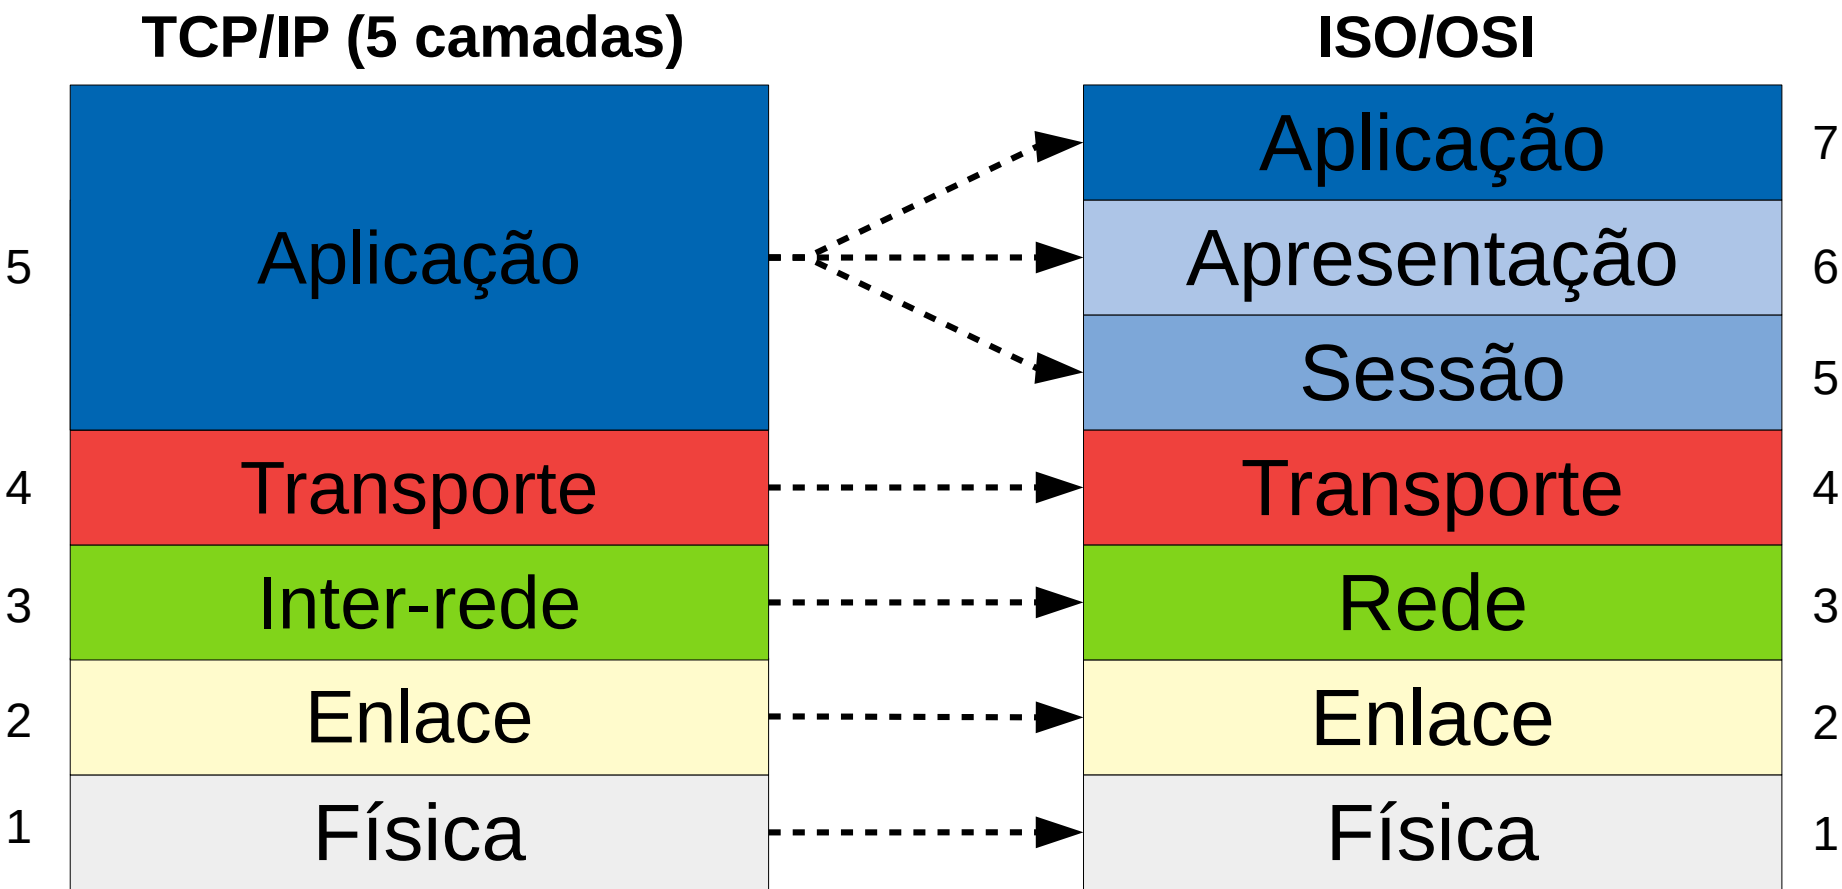 TCP/IP (5 camadas)
ISO/OSI
Aplicação
7
5
Aplicação
Apresentação
6
Sessão
5
4
Transporte
Transporte
4
3
Inter-rede
Rede
3
2
Enlace
Enlace
2
1
Física
Física
1